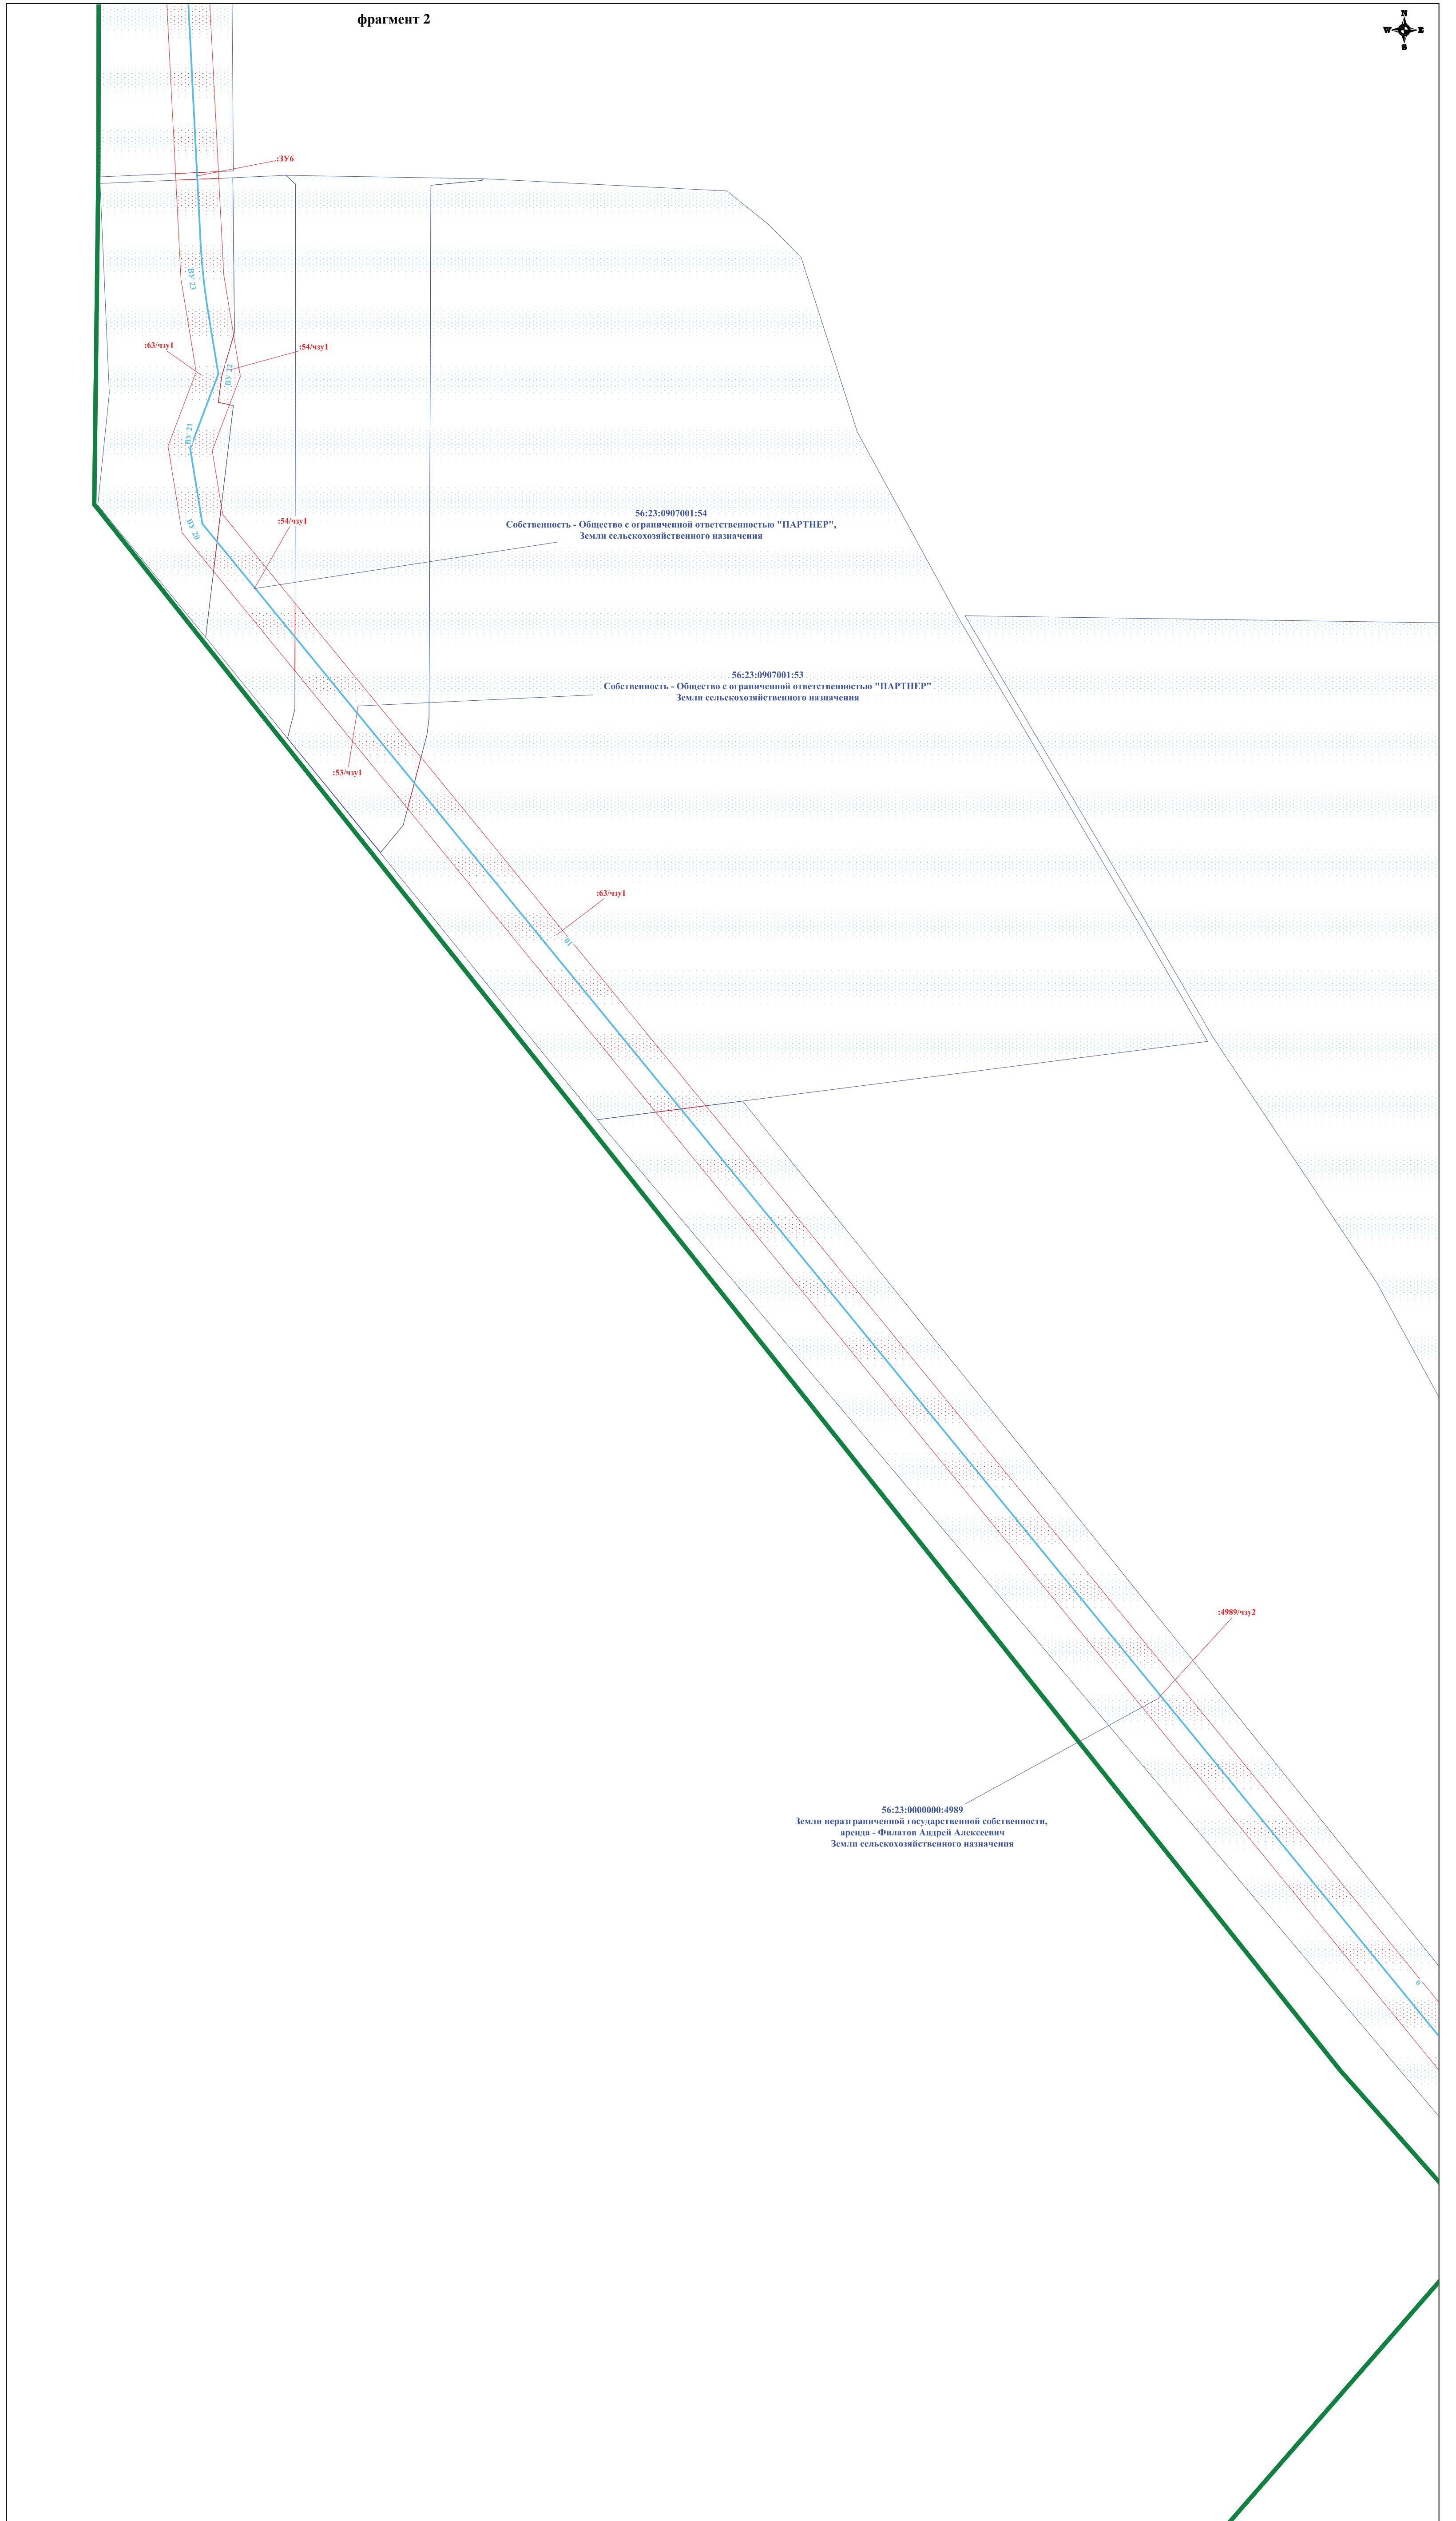 фрагмент 2
N
W E
S
:ЗУ6
ВУ 23
:63/чзу1
:54/чзу1
ВУ 22
ВУ 21
:54/чзу1
ВУ 20
56:23:0907001:54
Собственность - Общество с ограниченной ответственностью "ПАРТНЕР",
Земли сельскохозяйственного назначения
56:23:0907001:53
Собственность - Общество с ограниченной ответственностью "ПАРТНЕР"
Земли сельскохозяйственного назначения
:53/чзу1
:63/чзу1
:4989/чзу2
56:23:0000000:4989
Земли неразграниченной государственной собственности,
аренда - Филатов Андрей Алексеевич
Земли сельскохозяйственного назначения